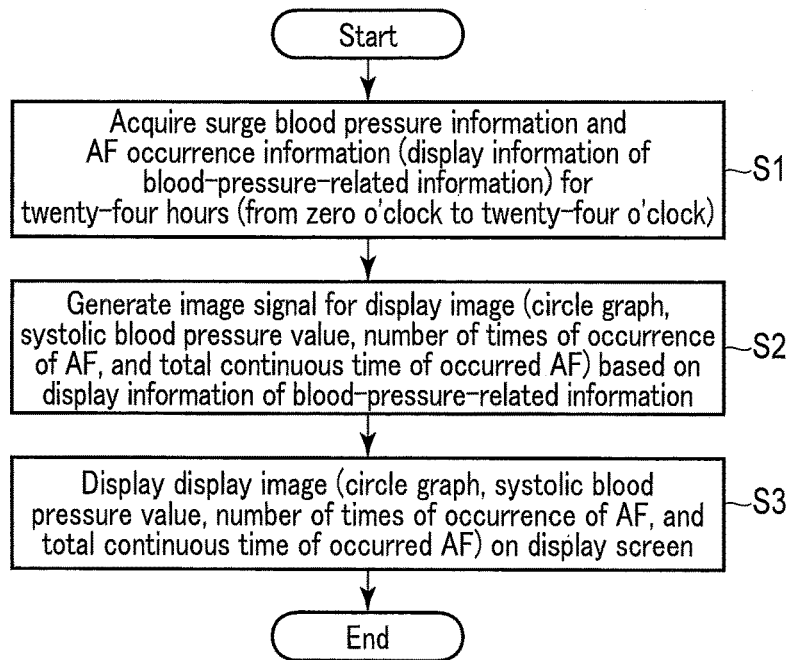 Start
Acquire surge blood pressure information and
AF occurrence information (display information of
blood-pressure-related information) for
twenty-four hours (from zero o'clock to twenty-four o'clock)
S1
Generate image signal for display image (circle graph,
systolic blood pressure value, number of times of occurrence
of AF, and total continuous time of occurred AF) based on
display information of blood-pressure-related information
S2
Display display image (circle graph, systolic blood
pressure value, number of times of occurrence of AF, and
total continuous time of occurred AF) on display screen
S3
End